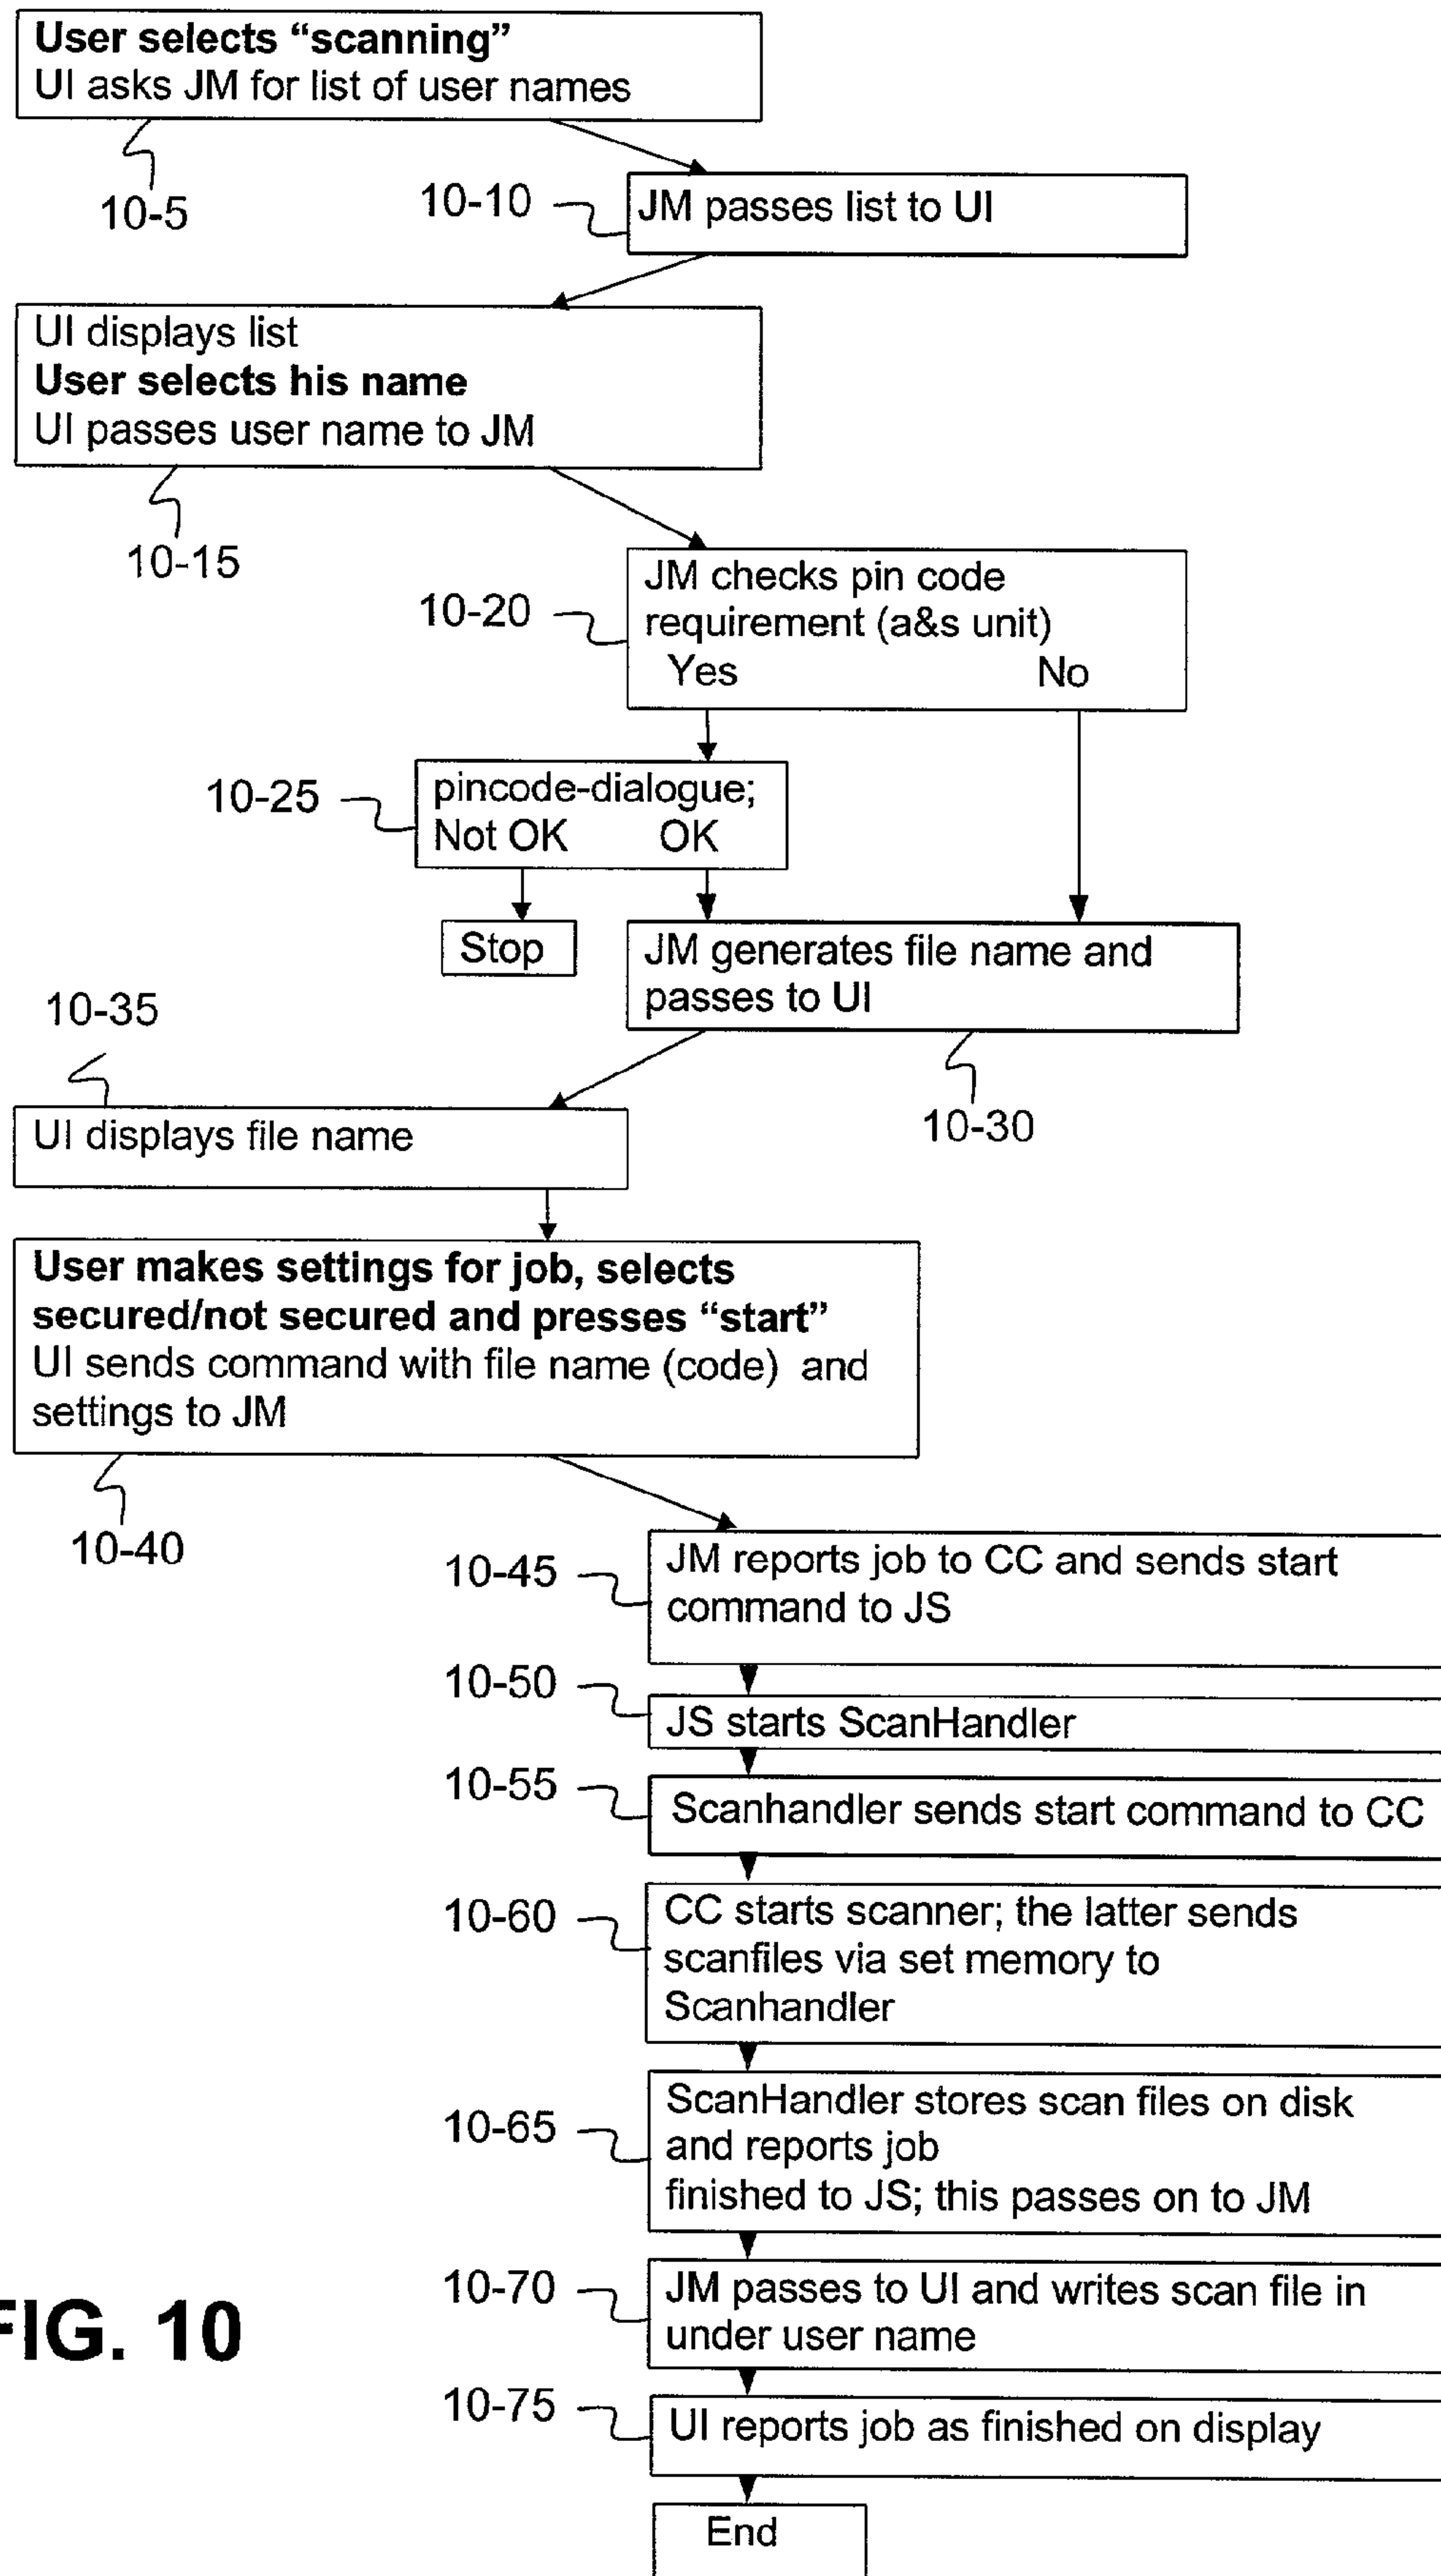 User selects “scanning”
UI asks JM for list of user names
10-5
10-10
JM passes list to UI
UI displays list
User selects his name
UI passes user name to JM
10-15
10-20
JM checks pin code
requirement (a&s unit)
Yes No
10-25
pincode-dialogue;
Not OK OK
Stop
JM generates file name and
passes to UI
10-35
10-30
UI displays file name
User makes settings for job, selects
secured/not secured and presses “start”
UI sends command with file name (code) and
settings to JM
10-40
10-45
JM reports job to CC and sends start
command to JS
10-50
JS starts ScanHandler
10-55
Scanhandler sends start command to CC
10-60
CC starts scanner; the latter sends
scanfiles via set memory to
Scanhandler
10-65
ScanHandler stores scan files on disk
and reports job
finished to JS; this passes on to JM
10-70
JM passes to UI and writes scan file in
under user name
FIG. 10
10-75
UI reports job as finished on display
End